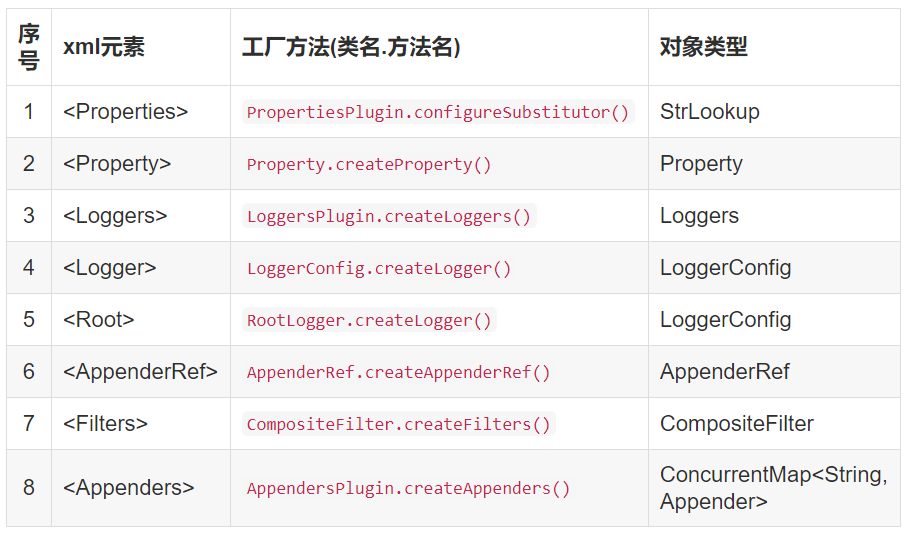 序号 xml元素 工厂方法(类名.方法名) 对象类型
1 <Properties> PropertiesPlugin.configureSubstitutor() StrLookup
2 <Property> Property.createProperty() Property
3 <Loggers> LoggersPlugin.createLoggers() Loggers
4 <Logger> LoggerConfig.createLogger() LoggerConfig
5 <Root> RootLogger.createLogger() LoggerConfig
6 <AppenderRef> AppenderRef.createAppenderRef() AppenderRef
7 <Filters> CompositeFilter.createFilters() CompositeFilter
8 <Appenders> AppendersPlugin.createAppenders() ConcurrentMap<String,
Appender>